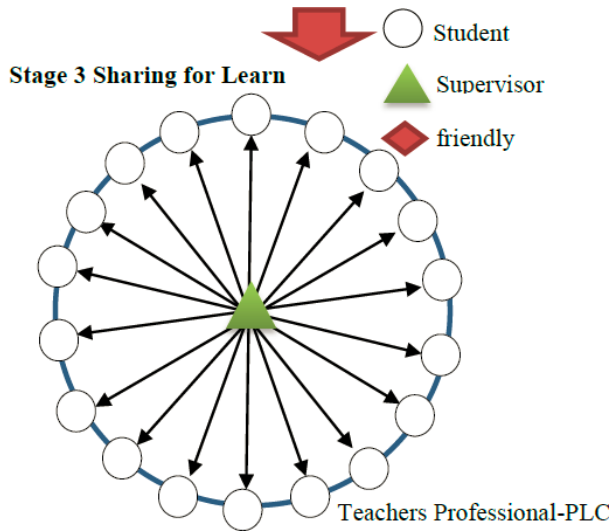 Student
Stage 3 Sharing for Learn
Supervisor
friendly
Teachers Professional-PLC